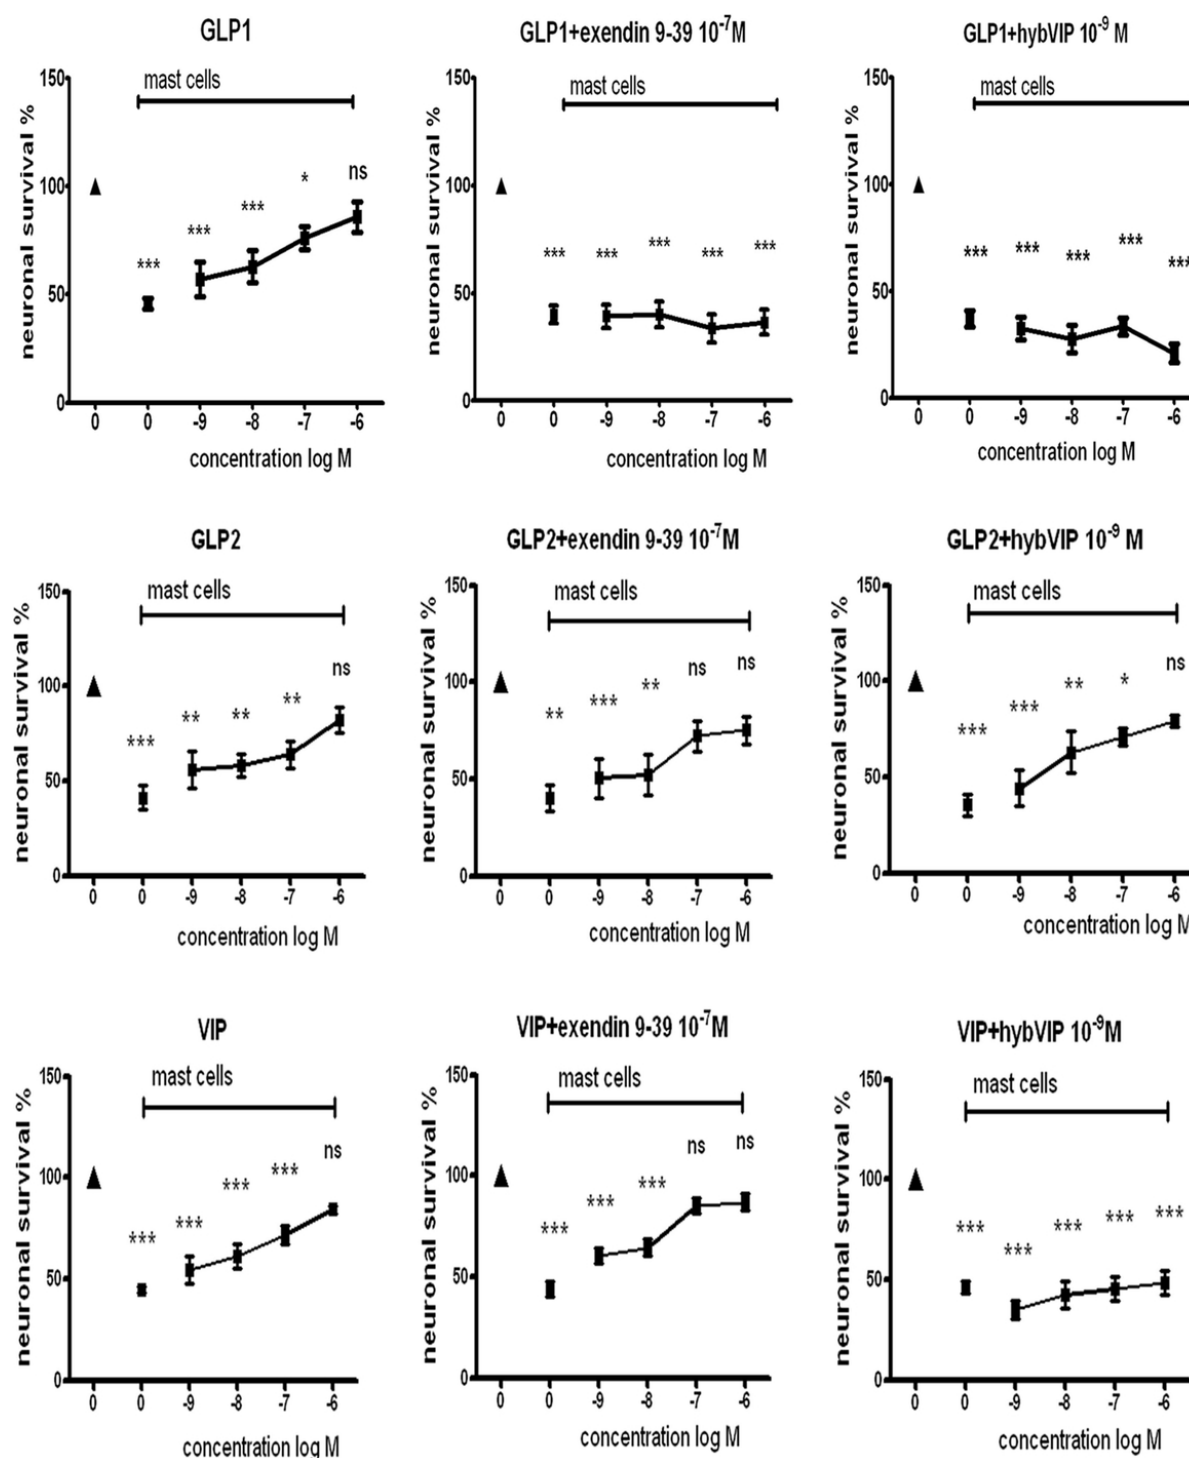 GLP1
mast cells
neuronal survival %
150
100
50
0
*** *** *** * ns
0 0 -9 -8 -7 -6
concentration log M
GLP1+exendin 9-39 10-7M
mast cells
neuronal survival %
150
100
50
0
*** *** *** *** ***
0 0 -9 -8 -7 -6
concentration log M
GLP1+hybVIP 10-9 M
mast cells
neuronal survival %
150
100
50
0
*** *** *** *** ***
0 0 -9 -8 -7 -6
concentration log M
GLP2
mast cells
neuronal survival %
150
100
50
0
*** ** ** ** ns
0 0 -9 -8 -7 -6
concentration log M
GLP2+exendin 9-39 10-7M
mast cells
neuronal survival %
150
100
50
0
** *** ** ns ns
0 0 -9 -8 -7 -6
concentration log M
GLP2+hybVIP 10-9 M
mast cells
neuronal survival %
150
100
50
0
*** *** ** * ns
0 0 -9 -8 -7 -6
concentration log M
VIP
mast cells
neuronal survival %
150
100
50
0
*** *** *** *** ns
0 0 -9 -8 -7 -6
concentration log M
VIP+exendin 9-39 10-7M
mast cells
neuronal survival %
150
100
50
0
*** *** *** ns ns
0 0 -9 -8 -7 -6
concentration log M
VIP+hybVIP 10-9M
mast cells
neuronal survival %
150
100
50
0
*** *** *** *** ***
0 0 -9 -8 -7 -6
concentration log M